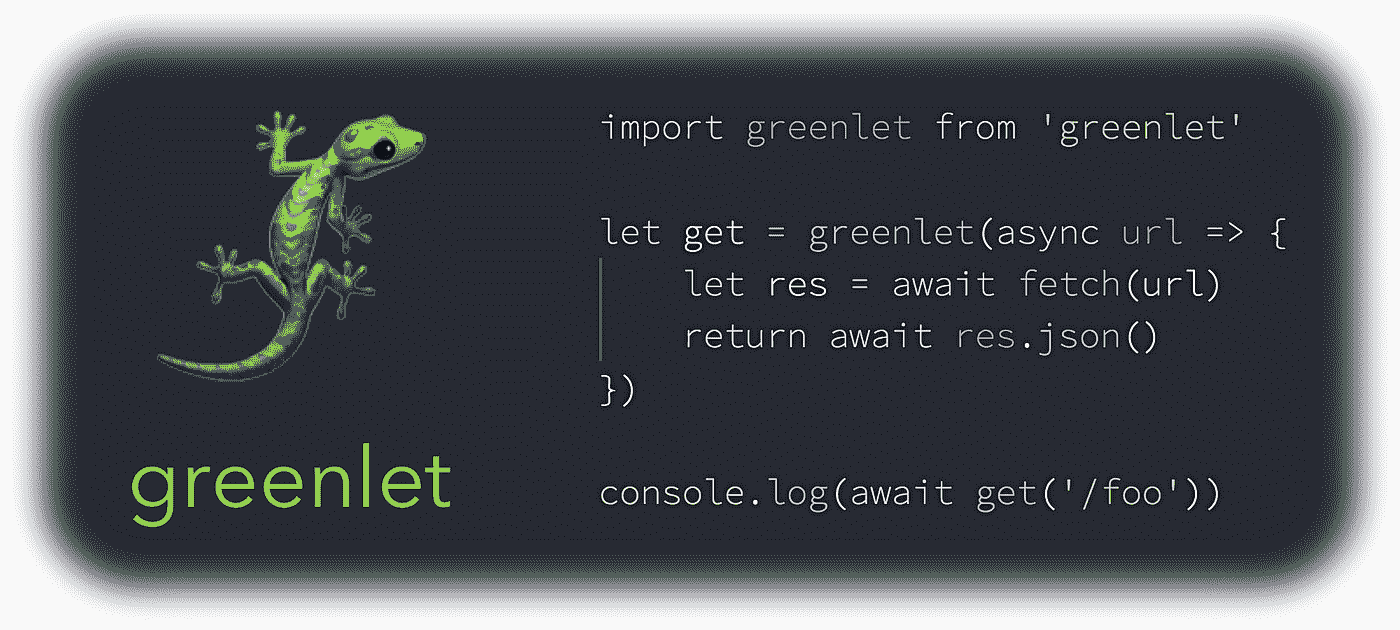 greenlet
import greenlet from 'greenlet'
let get = greenlet(async url => {
let res = await fetch(url)
return await res.json()
})
console.log(await get('/foo'))